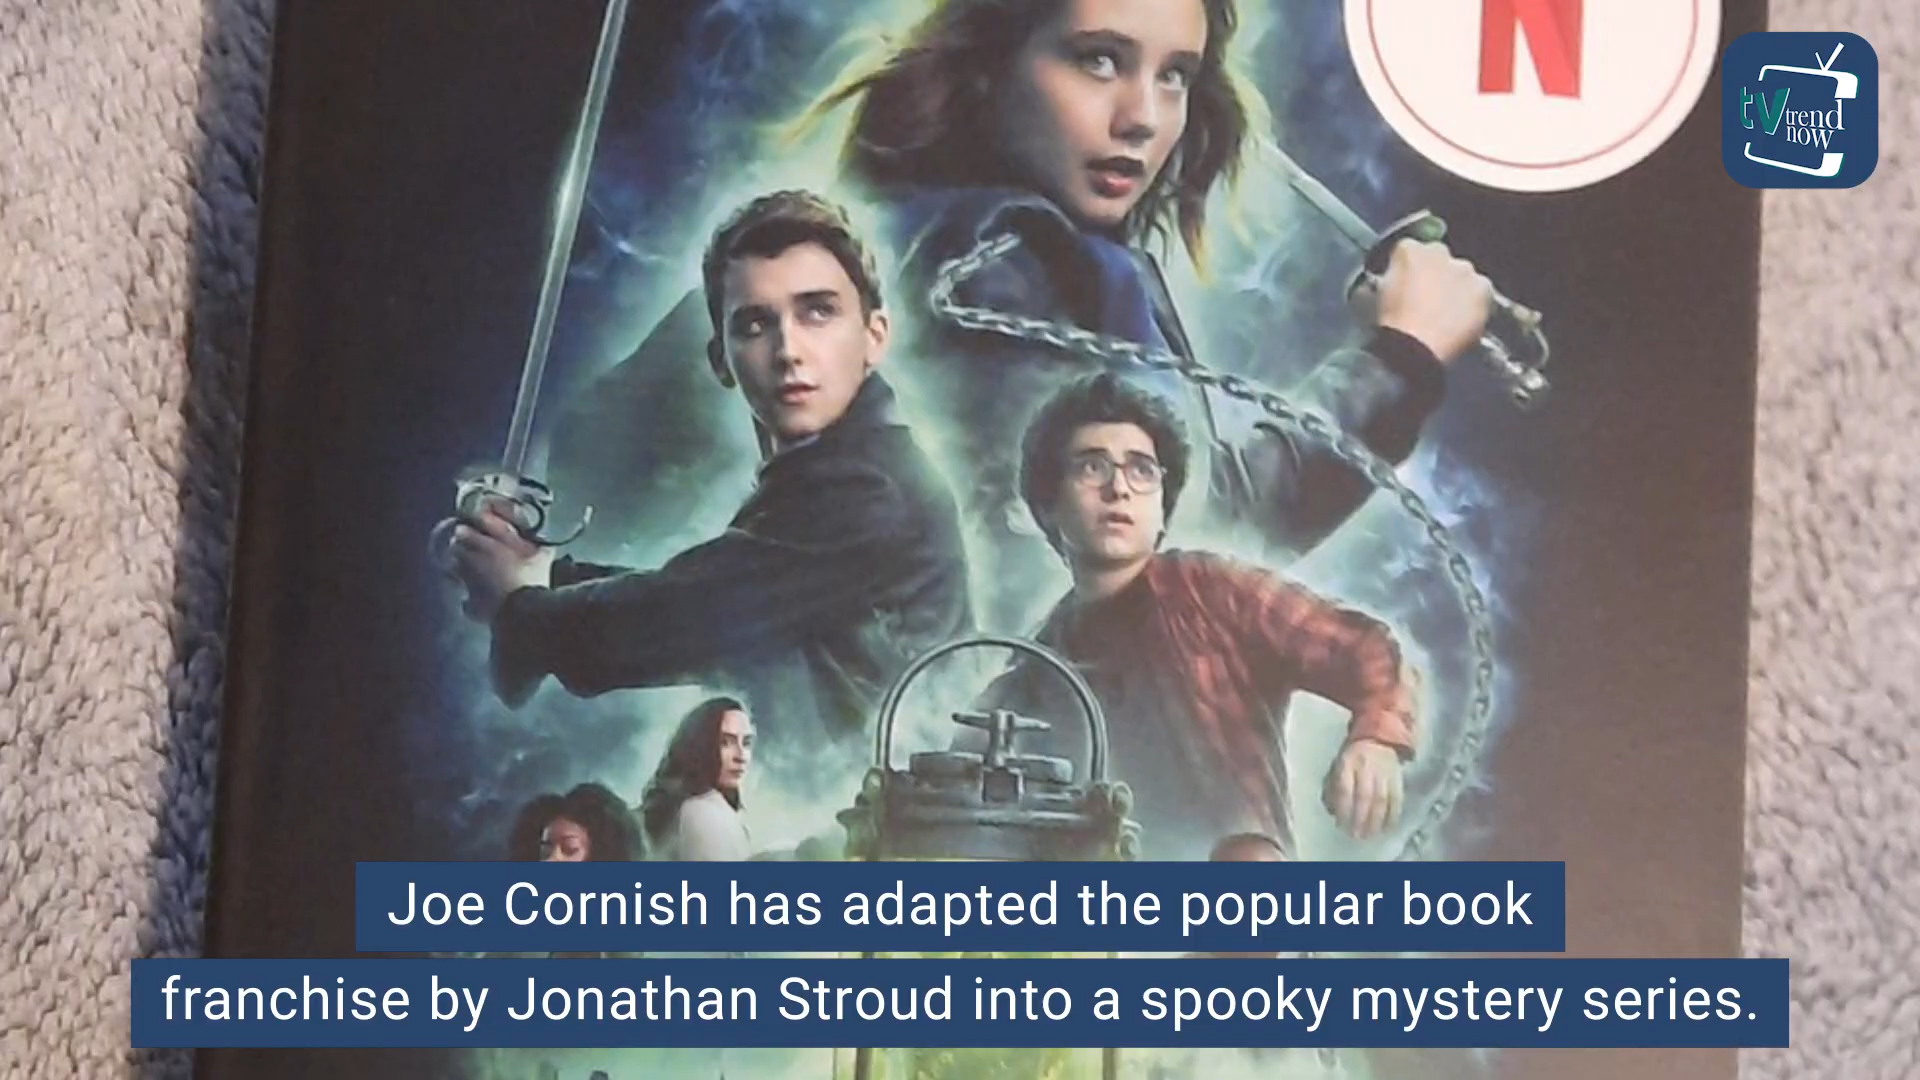 N
tv trend
now
Joe Cornish has adapted the popular book
franchise by Jonathan Stroud into a spooky mystery series.